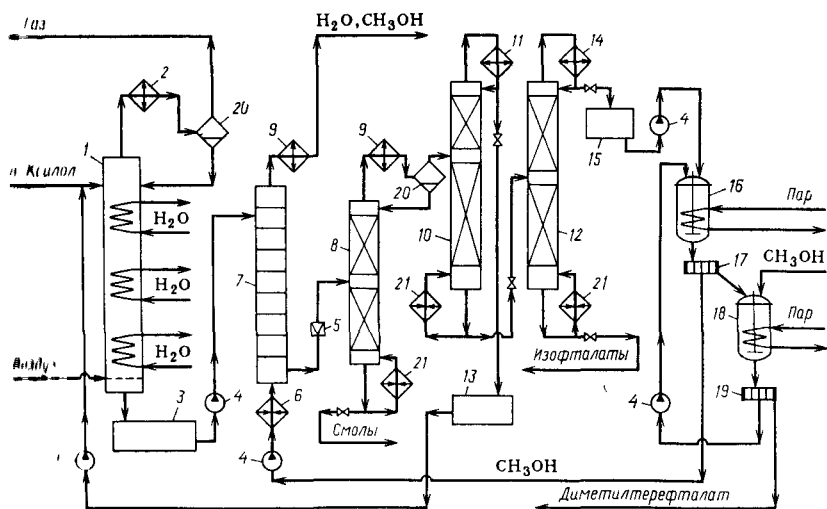 Газ
H₂O, CH₃OH
11
14
2
20
9
9
4
15
1
n Ксилол
16
Пар
H₂O
20
8
10
12
17
CH₃OH
H₂O
7
5
21
21
18
Пар
H₂O
Воздух
Изофталаты
21
13
19
3
4
6
Смолы
4
4
CH₃OH
Диметилтерефталат